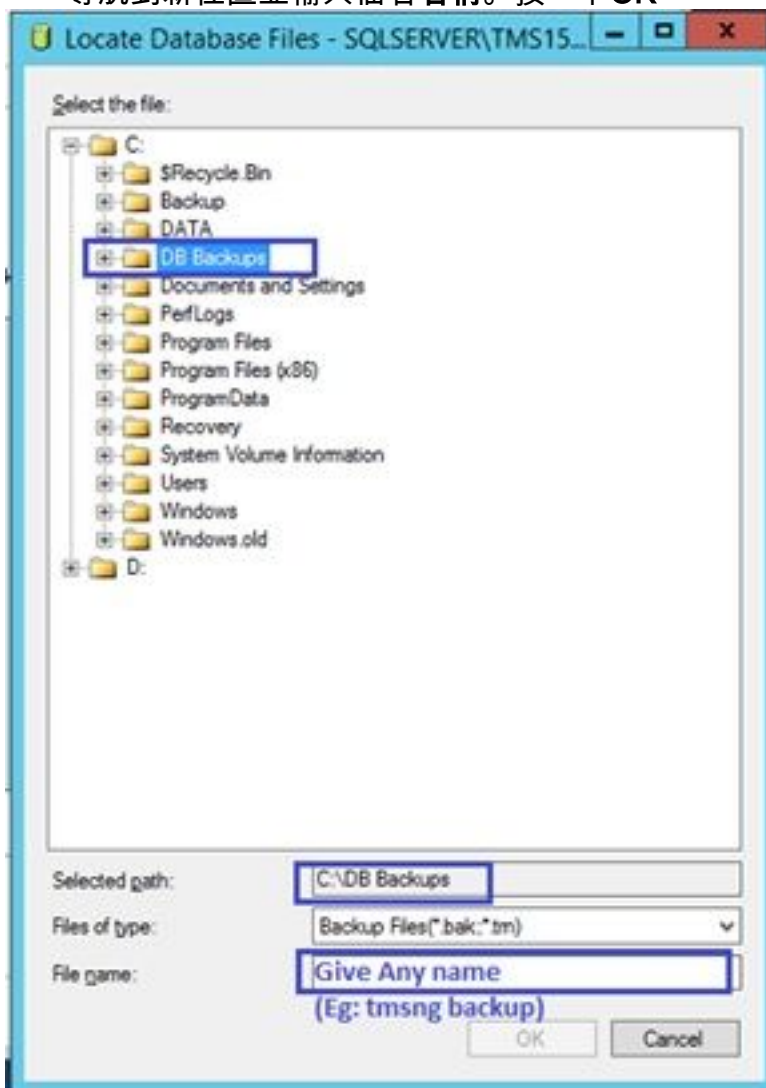 Locate Database Files - SQLSERVER\TMS15...
Select the file:
C:
$Recycle.Bin
Backup
DATA
DB Backups
Documents and Settings
PerfLogs
Program Files
Program Files (x86)
ProgramData
Recovery
System Volume Information
Users
Windows
Windows.old
D:
Selected path:
C:\DB Backups
Files of type:
Backup Files(*.bak;*.trn)
File name:
Give Any name
(Eg: tmsng backup)
OK
Cancel